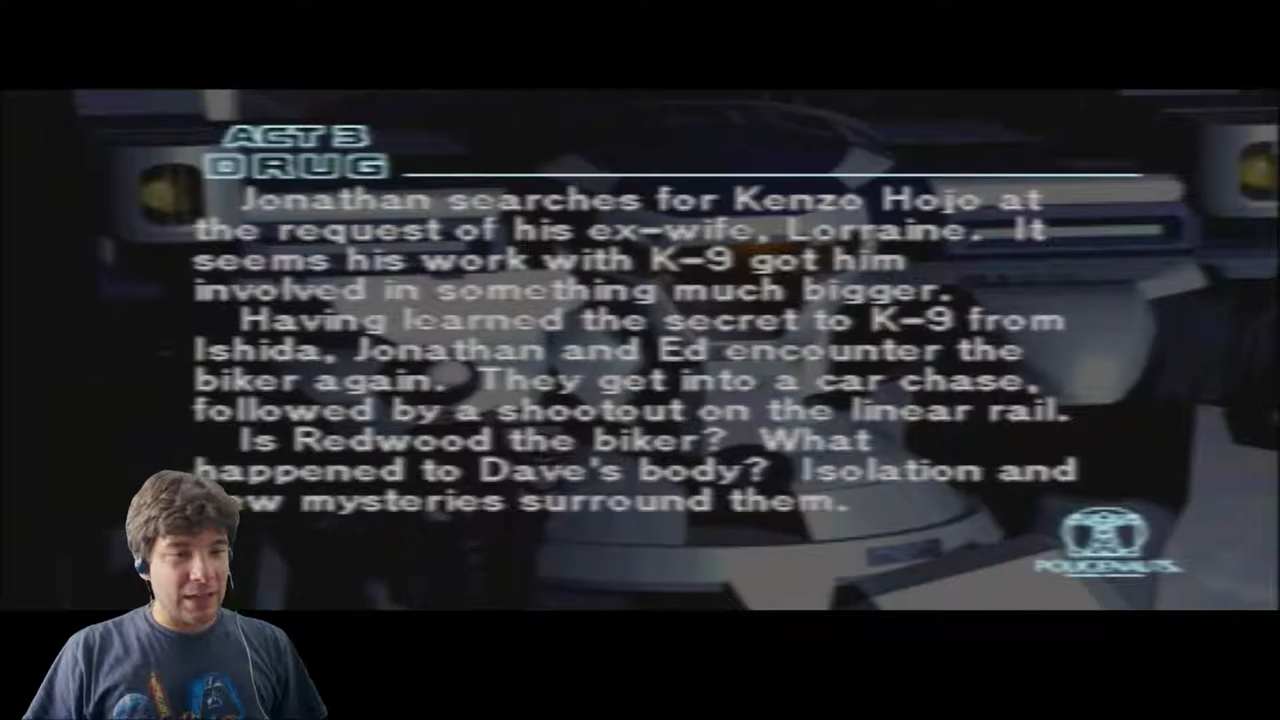 ACT 3
DRUG
Jonathan searches for Kenzo Hojo at
the request of his ex-wife, Lorraine. It
seems his work with K-9 got him
involved in something much bigger.
Having learned the secret to K-9 from
Ishida, Jonathan and Ed encounter the
biker again. They get into a car chase,
followed by a shootout on the linear rail.
Is Redwood the biker? What
happened to Dave's body? Isolation and
ew mysteries surround them.
POLICENAUTS